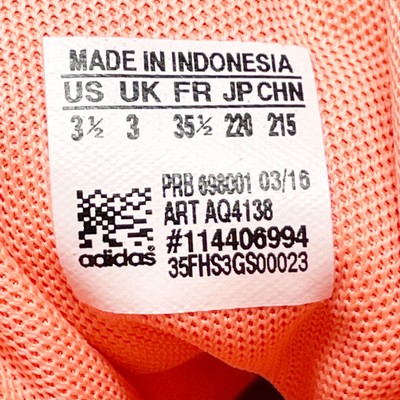 MADE IN INDONESIA
US UK FR JP CHN
3½ 3 35½ 220 215
PRB 698001 03/16
ART AQ4138
#114406994
adidas 35FHS3GS00023